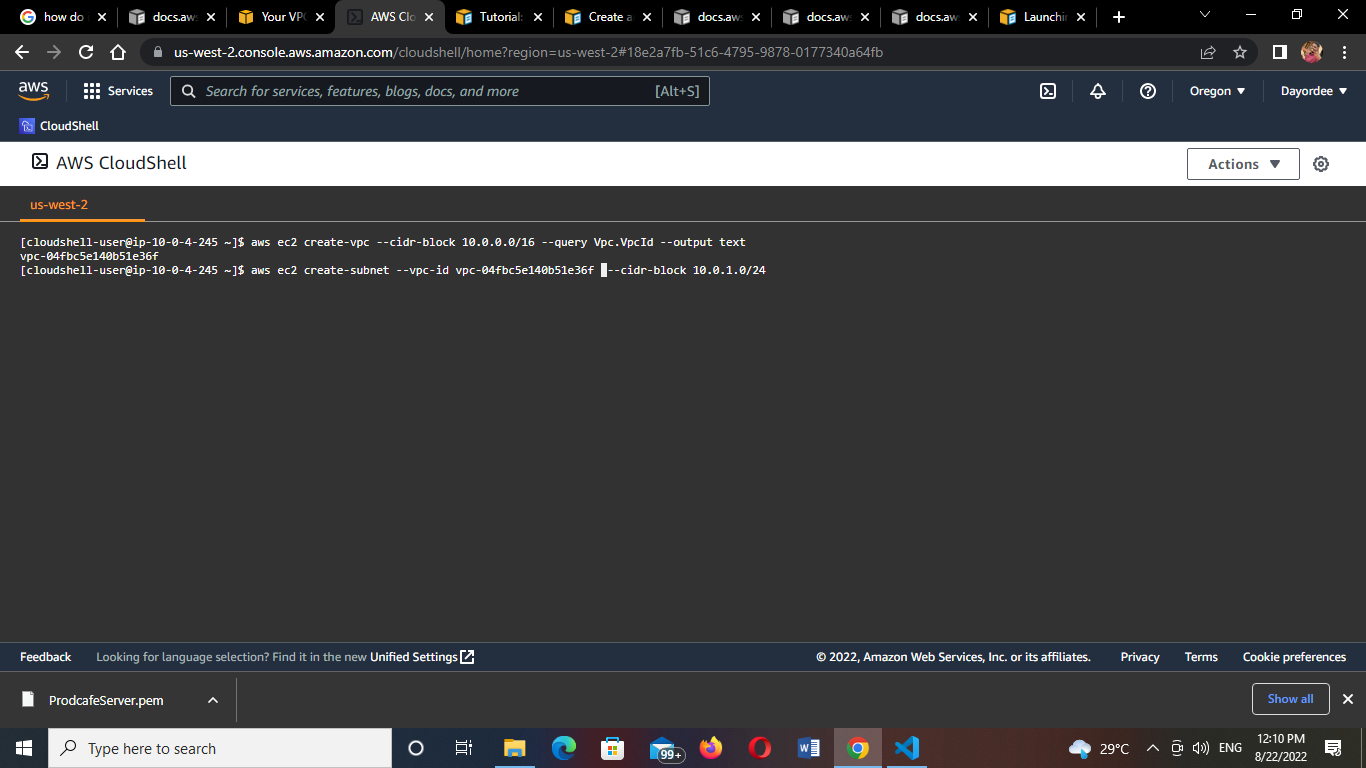 how do
docs.aws
Your VPC
AWS Clo
Tutorial:
Create a
docs.aws
docs.aws
docs.aws
Launchin
us-west-2.console.aws.amazon.com/cloudshell/home?region=us-west-2#18e2a7fb-51c6-4795-9878-0177340a64fb
aws
Services
Search for services, features, blogs, docs, and more
[Alt+S]
Oregon
Dayordee
CloudShell
AWS CloudShell
Actions
us-west-2
[cloudshell-user@ip-10-0-4-245 ~]$ aws ec2 create-vpc --cidr-block 10.0.0.0/16 --query Vpc.VpcId --output text
vpc-04fbc5e140b51e36f
[cloudshell-user@ip-10-0-4-245 ~]$ aws ec2 create-subnet --vpc-id vpc-04fbc5e140b51e36f --cidr-block 10.0.1.0/24
Feedback
Looking for language selection? Find it in the new Unified Settings
© 2022, Amazon Web Services, Inc. or its affiliates.
Privacy
Terms
Cookie preferences
ProdcafeServer.pem
Show all
Type here to search
99+
29°C
ENG
12:10 PM
8/22/2022